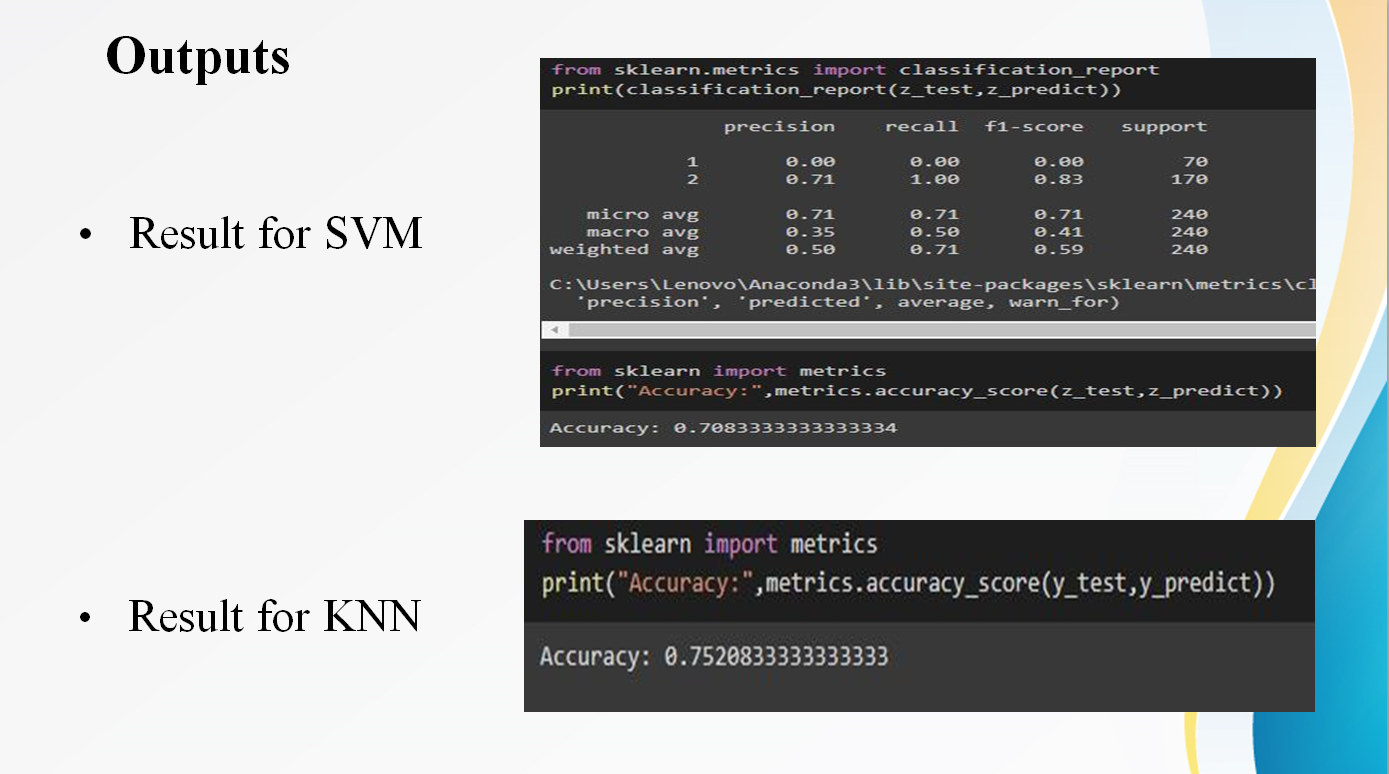 Outputs
from sklearn.metrics import classification_report
print(classification_report(z_test,z_predict))
precision recall f1-score support
1 0.00 0.00 0.00 70
2 0.71 1.00 0.83 170
micro avg 0.71 0.71 0.71 240
macro avg 0.35 0.50 0.41 240
weighted avg 0.50 0.71 0.59 240
C:\Users\Lenovo\Anaconda3\lib\site-packages\sklearn\metrics\cl
'precision', 'predicted', average, warn_for)
• Result for SVM
from sklearn import metrics
print("Accuracy:",metrics.accuracy_score(z_test,z_predict))
Accuracy: 0.7083333333333334
• Result for KNN
from sklearn import metrics
print("Accuracy:",metrics.accuracy_score(y_test,y_predict))
Accuracy: 0.7520833333333333